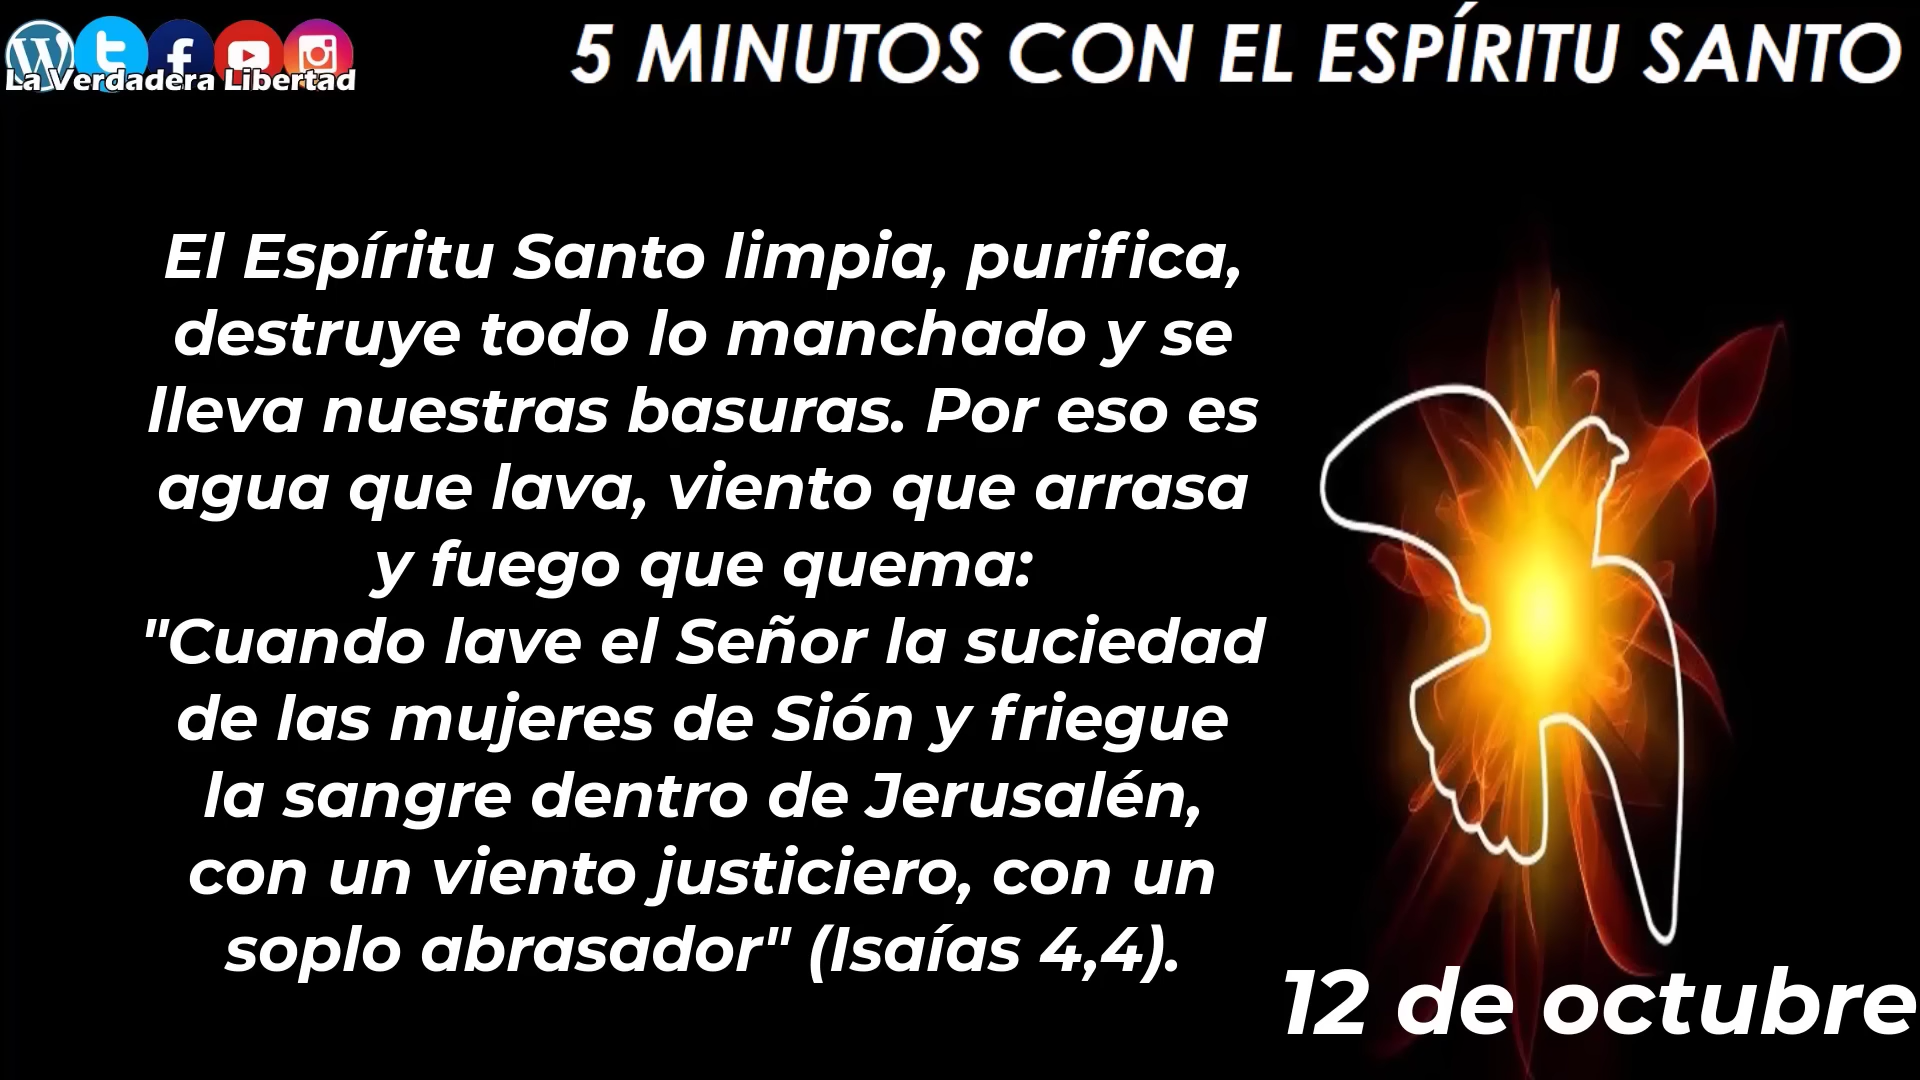 La Verdadera Libertad
5 MINUTOS CON EL ESPÍRITU SANTO
El Espíritu Santo limpia, purifica,
destruye todo lo manchado y se
lleva nuestras basuras. Por eso es
agua que lava, viento que arrasa
y fuego que quema:
"Cuando lave el Señor la suciedad
de las mujeres de Sión y friegue
la sangre dentro de Jerusalén,
con un viento justiciero, con un
soplo abrasador" (Isaías 4,4).
12 de octubre